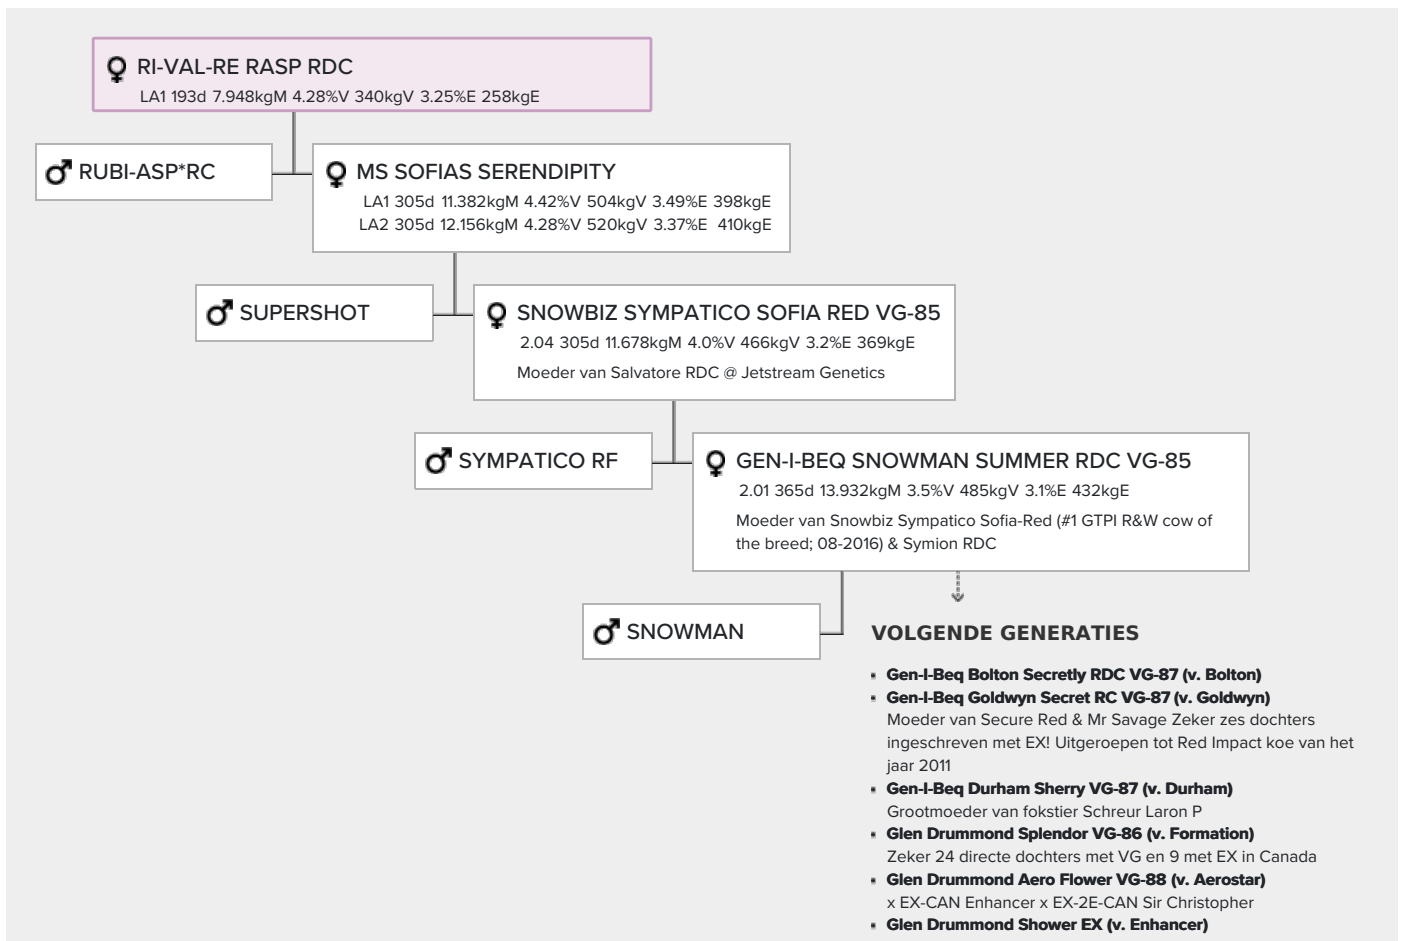 RI-VAL-RE RASP RDC
LA1 193d 7.948kgM 4.28%V 340kgV 3.25%E 258kgE
RUBI-ASP*RC
MS SOFIAS SERENDIPITY
LA1 305d 11.382kgM 4.42%V 504kgV 3.49%E 398kgE
LA2 305d 12.156kgM 4.28%V 520kgV 3.37%E 410kgE
SUPERSHOT
SNOWBIZ SYMPATICO SOFIA RED VG-85
2.04 305d 11.678kgM 4.0%V 466kgV 3.2%E 369kgE
Moeder van Salvatore RDC @ Jetstream Genetics
SYMPATICO RF
GEN-I-BEQ SNOWMAN SUMMER RDC VG-85
2.01 365d 13.932kgM 3.5%V 485kgV 3.1%E 432kgE
Moeder van Snowbiz Sympatico Sofia-Red (#1 GTPI R&W cow of
the breed; 08-2016) & Symion RDC
SNOWMAN
VOLGENDE GENERATIES
Gen-I-Beq Bolton Secretly RDC VG-87 (v. Bolton)
Gen-I-Beq Goldwyn Secret RC VG-87 (v. Goldwyn)
Moeder van Secure Red & Mr Savage Zeker zes dochters
ingeschreven met EX! Uitgeroepen tot Red Impact koe van het
jaar 2011
Gen-I-Beq Durham Sherry VG-87 (v. Durham)
Grootmoeder van fokstier Schreur Laron P
Glen Drummond Splendor VG-86 (v. Formation)
Zeker 24 directe dochters met VG en 9 met EX in Canada
Glen Drummond Aero Flower VG-88 (v. Aerostar)
x EX-CAN Enhancer x EX-2E-CAN Sir Christopher
Glen Drummond Shower EX (v. Enhancer)